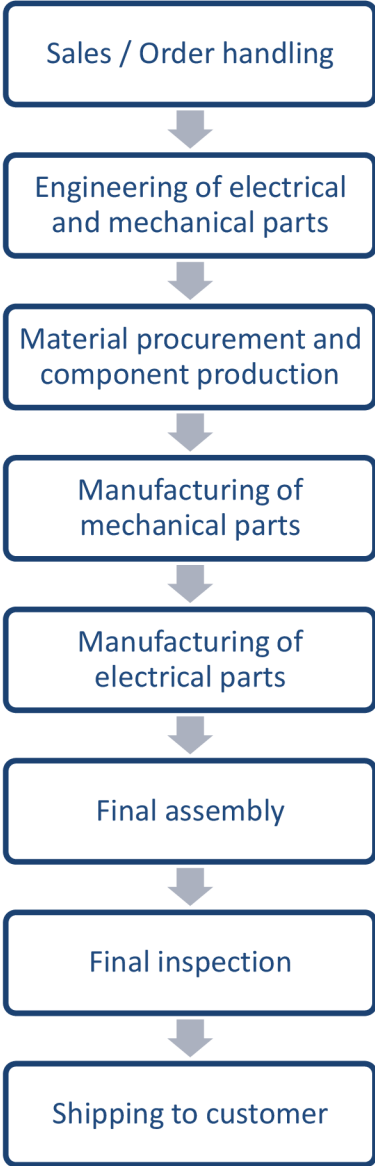 Sales / Order handling
Engineering of electrical
and mechanical parts
Material procurement and
component production
Manufacturing of
mechanical parts
Manufacturing of
electrical parts
Final assembly
Final inspection
Shipping to customer